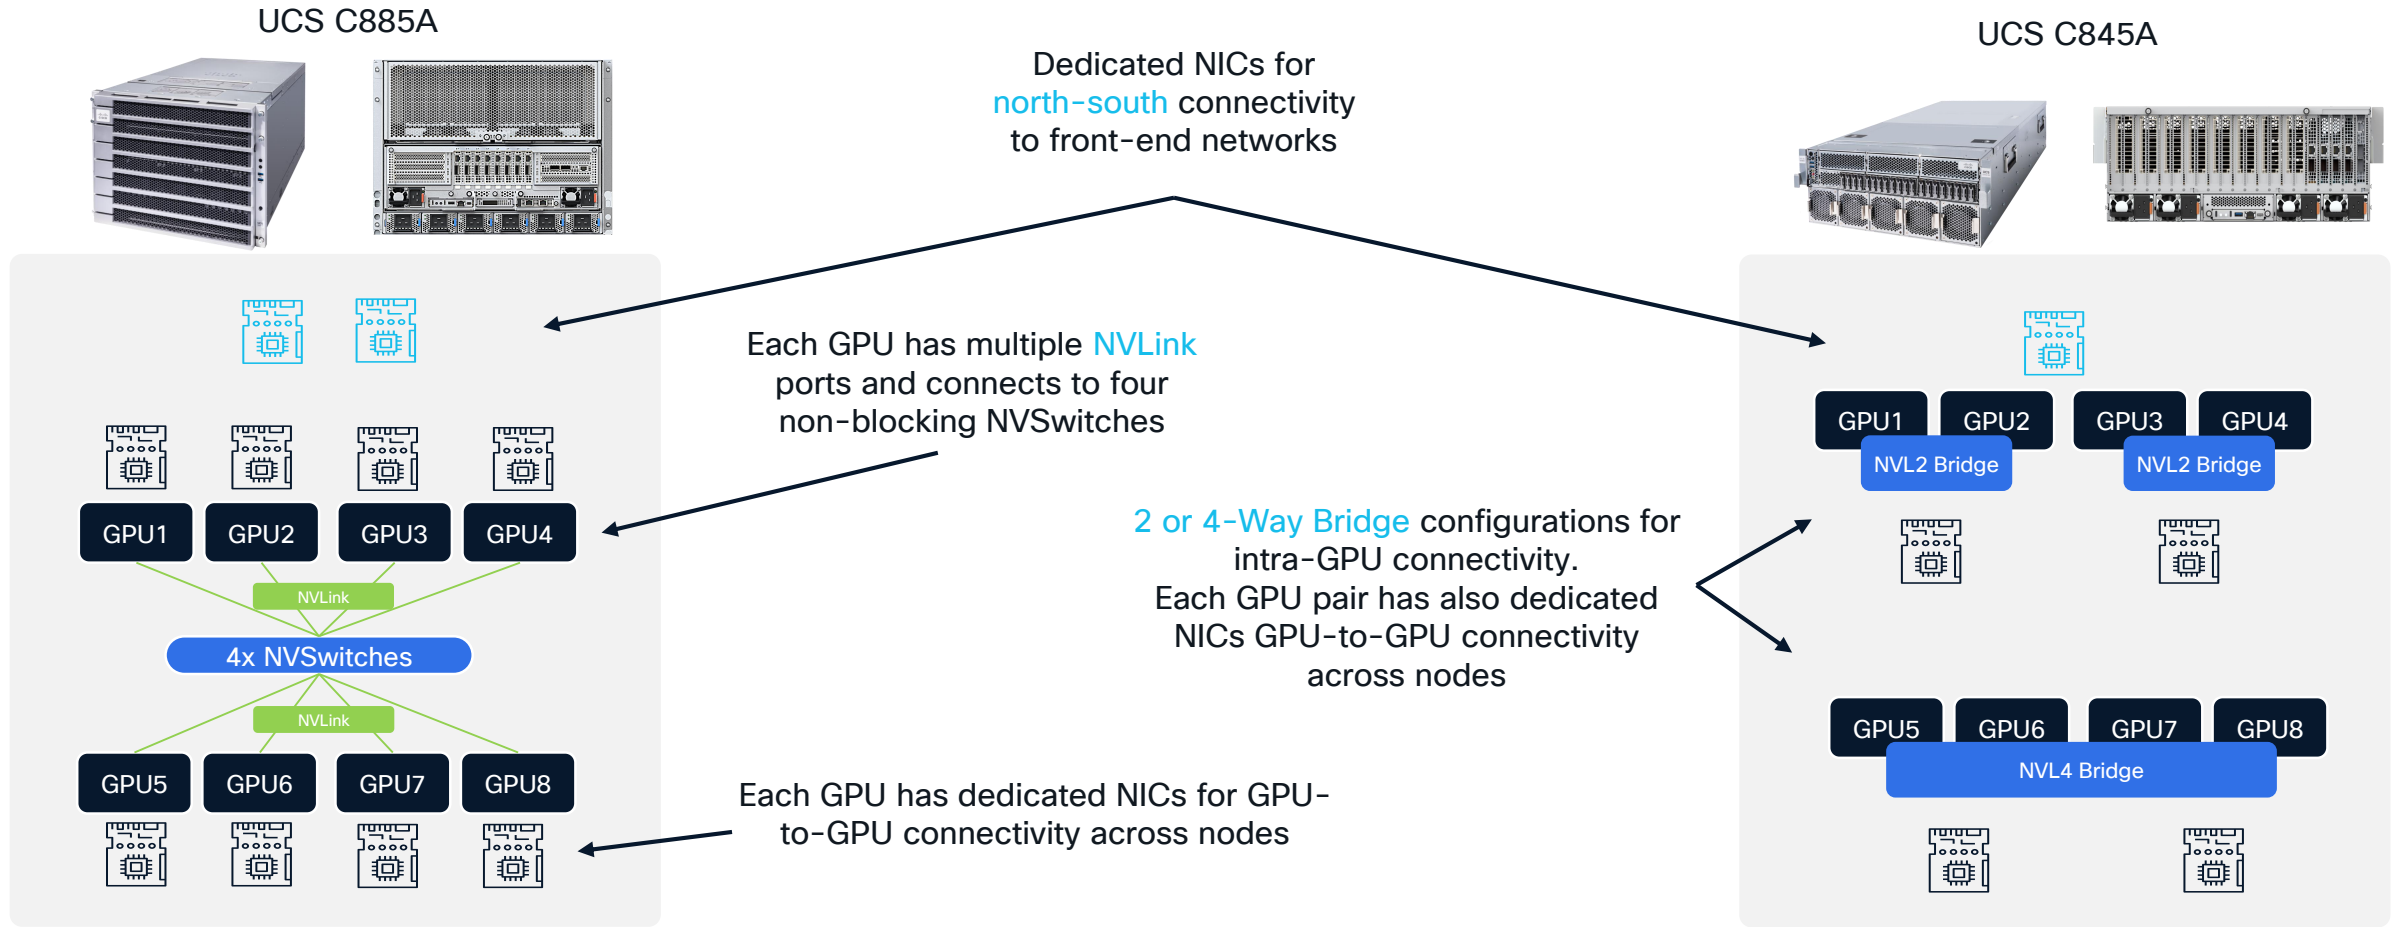 UCS C885A
UCS C845A
Dedicated NICs for
north-south connectivity
to front-end networks
Each GPU has multiple NVLink
ports and connects to four
non-blocking NVSwitches
GPU1
GPU2
GPU3
GPU4
NVLink
4x NVSwitches
NVLink
GPU5
GPU6
GPU7
GPU8
2 or 4-Way Bridge configurations for
intra-GPU connectivity.
Each GPU pair has also dedicated
NICs GPU-to-GPU connectivity
across nodes
Each GPU has dedicated NICs for GPU-
to-GPU connectivity across nodes
GPU1
GPU2
GPU3
GPU4
NVL2 Bridge
NVL2 Bridge
GPU5
GPU6
GPU7
GPU8
NVL4 Bridge